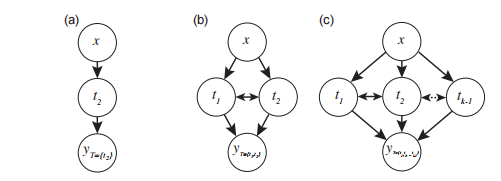 (a) (b) (c)
x x x
t2 t1 t2 t1 t2 tk-1
yT={t2}